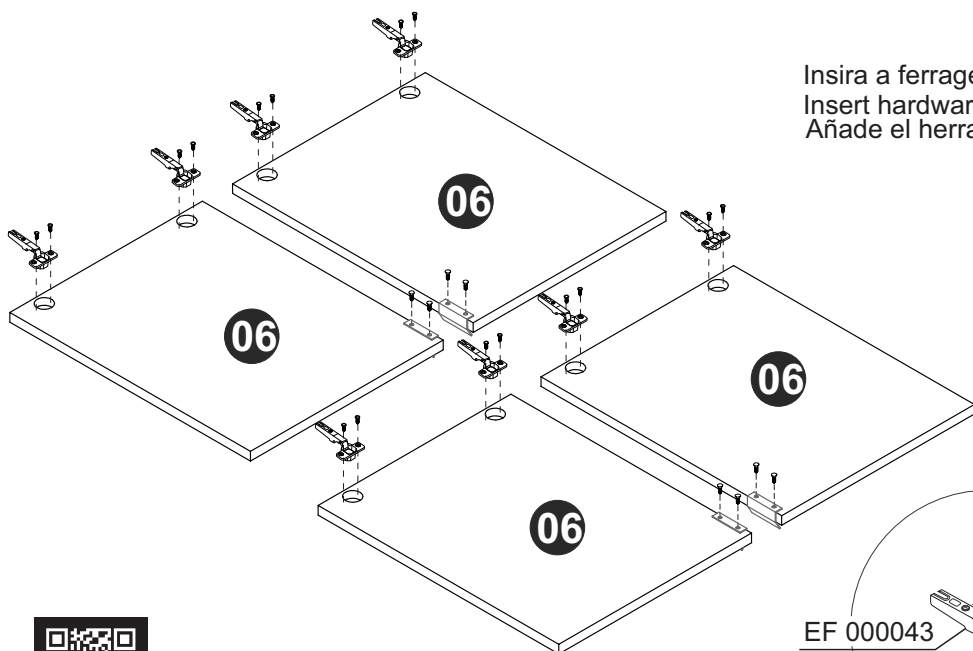 Insira a ferrage
Insert hardwar
Añade el herra
06
06
06
06
EF 000043